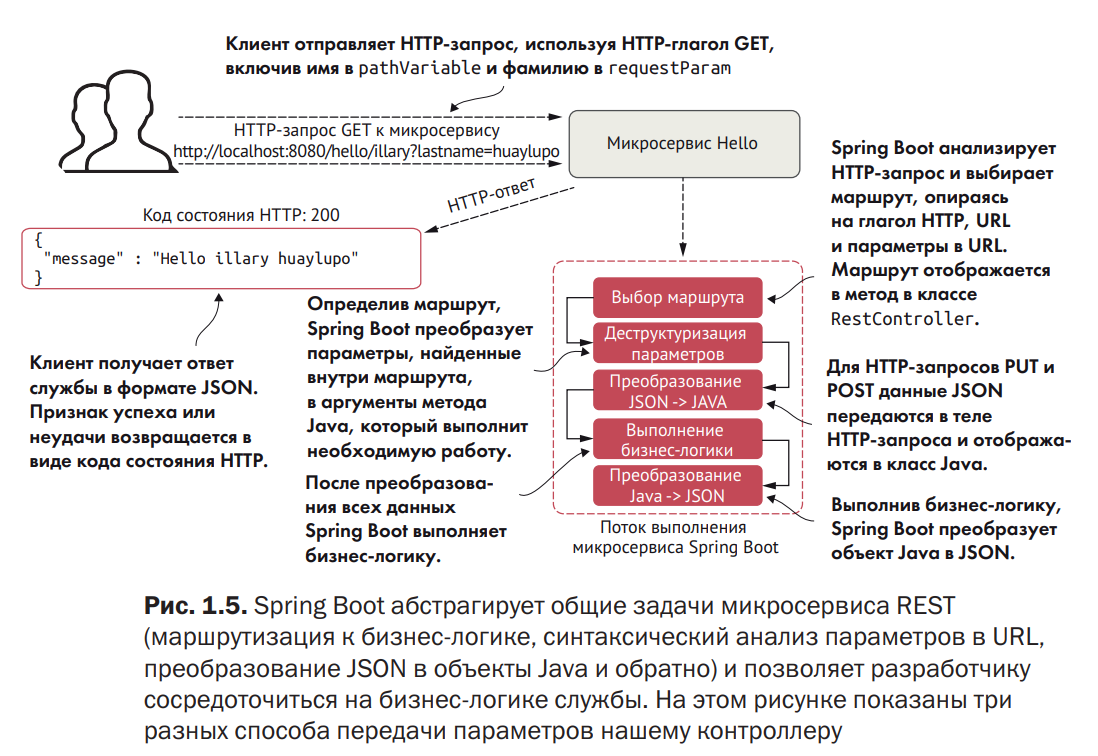 Клиент отправляет HTTP-запрос, используя HTTP-глагол GET,
включив имя в pathVariable и фамилию в requestParam
HTTP-запрос GET к микросервису
http://localhost:8080/hello/illary?lastname=huaylupo
Микросервис Hello
HTTP-ответ
Код состояния HTTP: 200
{
"message" : "Hello illary huaylupo"
}
Клиент получает ответ
службы в формате JSON.
Признак успеха или
неудачи возвращается в
виде кода состояния HTTP.
Spring Boot анализирует
HTTP-запрос и выбирает
маршрут, опираясь
на глагол HTTP, URL
и параметры в URL.
Маршрут отображается
в метод в классе
RestController.
Определив маршрут,
Spring Boot преобразует
параметры, найденные
внутри маршрута,
в аргументы метода
Java, который выполнит
необходимую работу.
После преобразова-
ния всех данных
Spring Boot выполняет
бизнес-логику.
Выбор маршрута
Деструктуризация
параметров
Преобразование
JSON -> JAVA
Выполнение
бизнес-логики
Преобразование
Java -> JSON
Поток выполнения
микросервиса Spring Boot
Для HTTP-запросов PUT и
POST данные JSON
передаются в теле
HTTP-запроса и отобража-
ются в класс Java.
Выполнив бизнес-логику,
Spring Boot преобразует
объект Java в JSON.
Рис. 1.5. Spring Boot абстрагирует общие задачи микросервиса REST
(маршрутизация к бизнес-логике, синтаксический анализ параметров в URL,
преобразование JSON в объекты Java и обратно) и позволяет разработчику
сосредоточиться на бизнес-логике службы. На этом рисунке показаны три
разных способа передачи параметров нашему контроллеру